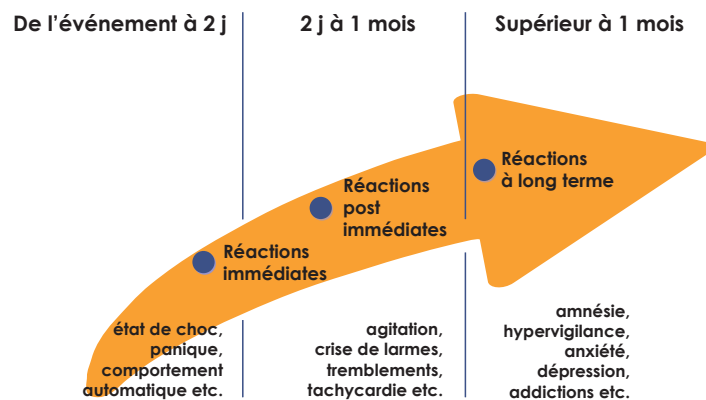 De l'événement à 2 j
2 j à 1 mois
Supérieur à 1 mois
Réactions
immédiates
Réactions
post
immédiates
Réactions
à long terme
état de choc,
panique,
comportement
automatique etc.
agitation,
crise de larmes,
tremblements,
tachycardie etc.
amnésie,
hypervigilance,
anxiété,
dépression,
addictions etc.